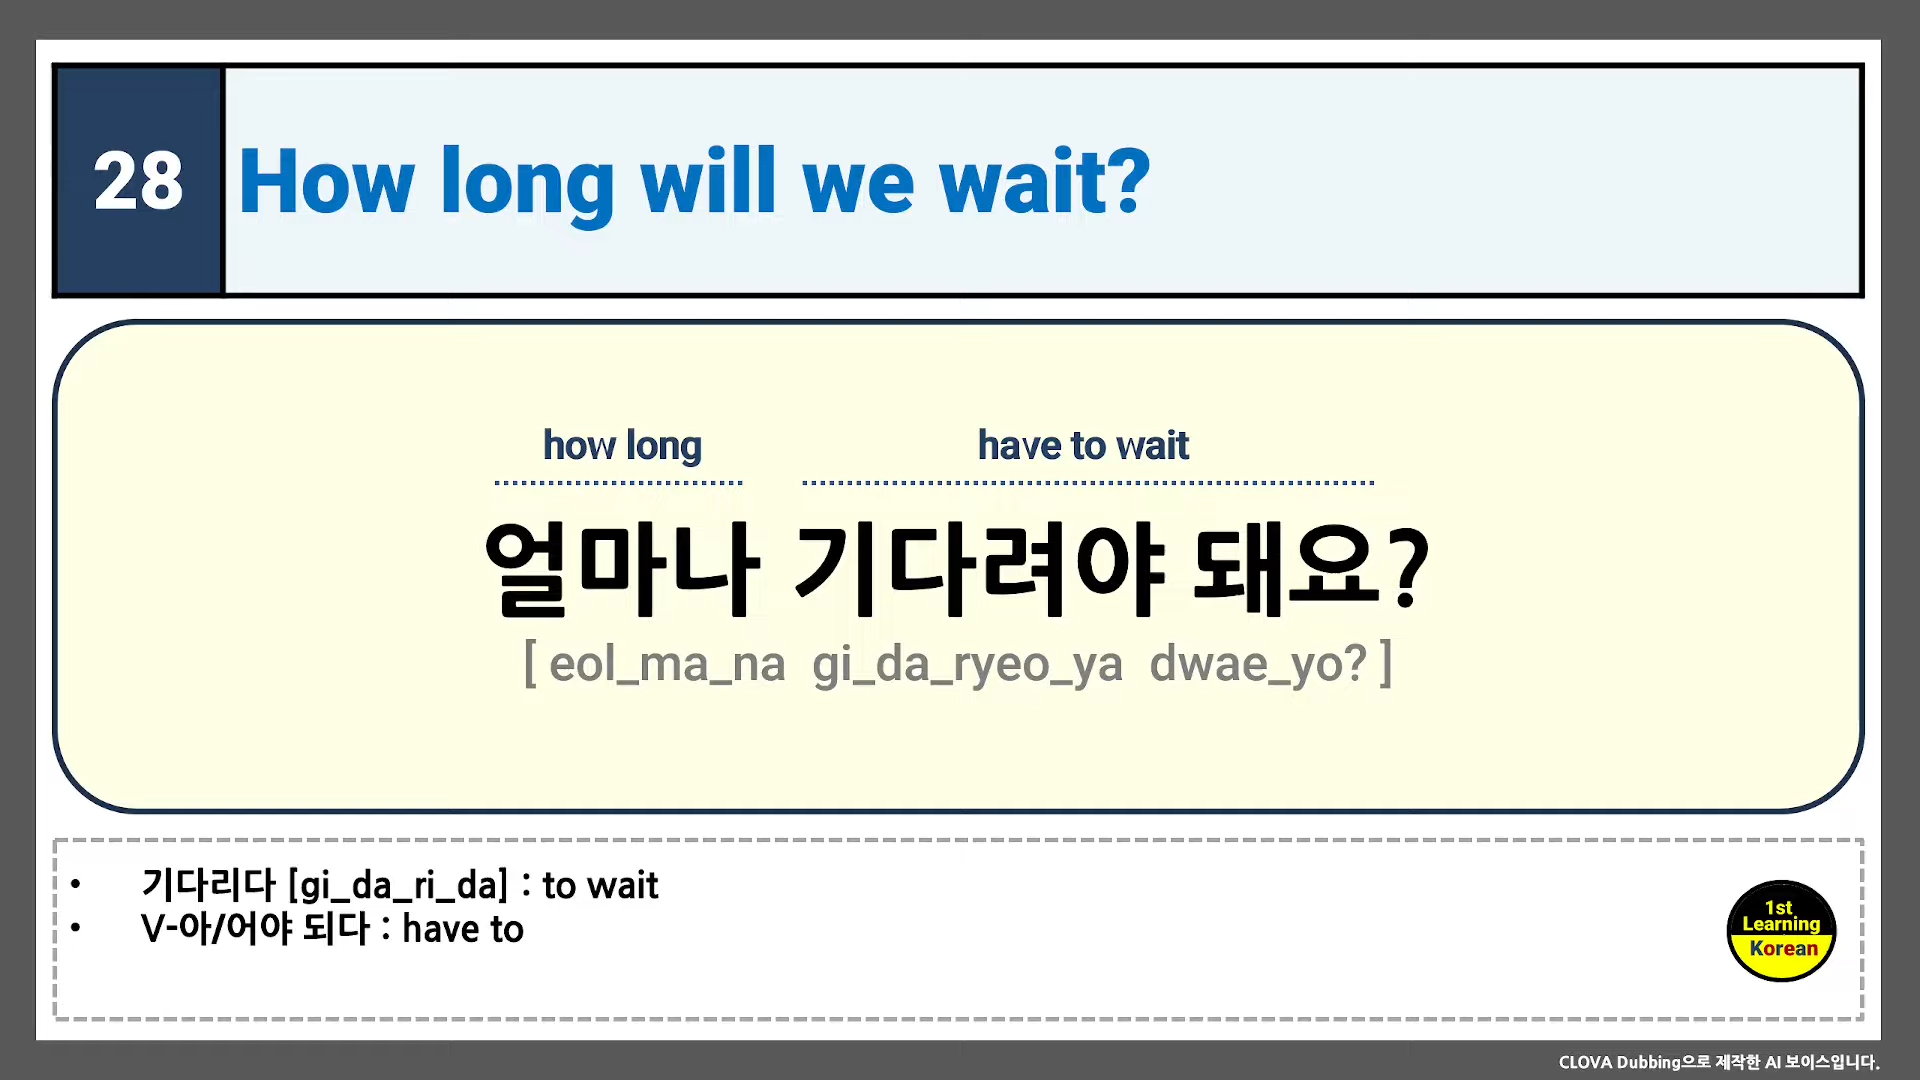 28
How long will we wait?
how long have to wait
얼마나 기다려야 돼요?
[ eol_ma_na gi_da_ryeo_ya dwae_yo? ]
• 기다리다 [gi_da_ri_da] : to wait
• V-아/어야 되다 : have to
1st
Learning
Korean
CLOVA Dubbing으로 제작한 AI 보이스입니다.